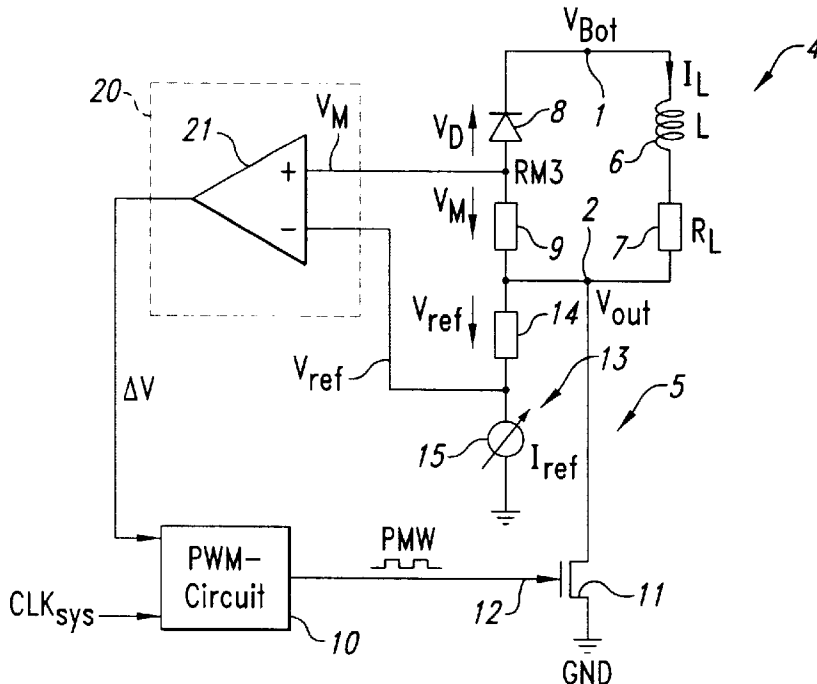 V_Bot
4
20
21
V_M
+
−
V_D
8
1
I_L
L
6
RM3
V_M
9
2
7
R_L
V_out
V_ref
14
V_ref
13
ΔV
15
I_ref
5
PWM-
Circuit
10
CLK_sys
PMW
12
11
GND